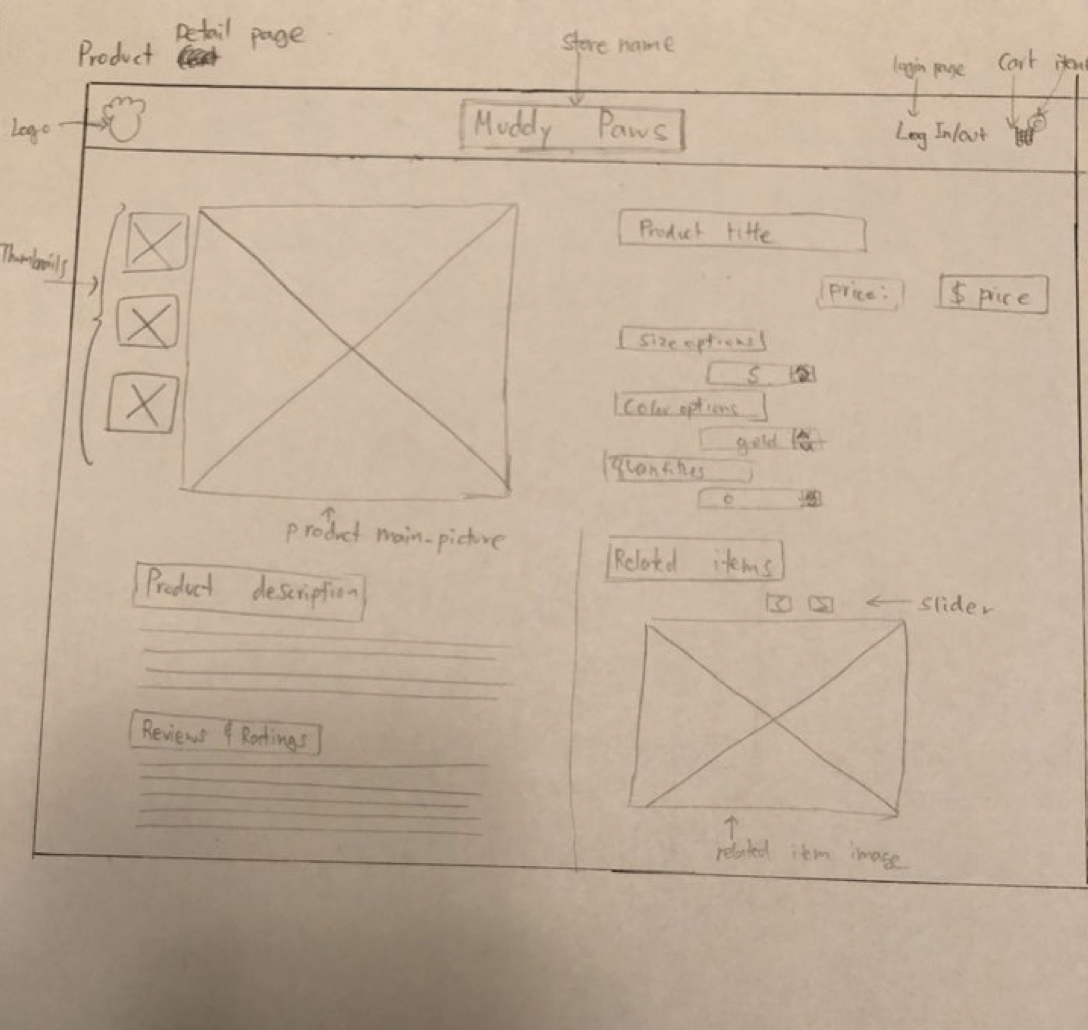 Product Detail page
Store name
login page
Cart
Logo
Muddy Paws
Log In/out
Thumbnails
Product title
price:
$ price
Size options
S
Color options
gold
Quantities
0
product main-picture
Related items
slider
Product description
Reviews & Ratings
related item image